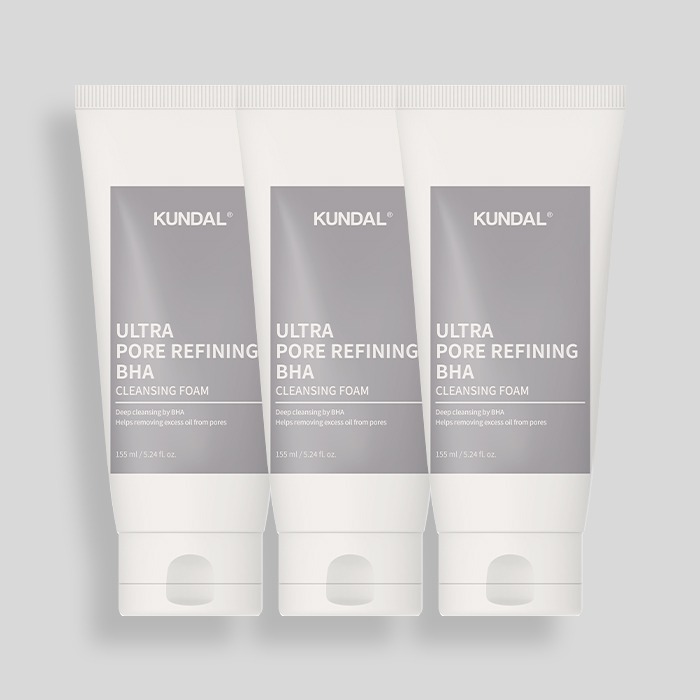 KUNDAL®
ULTRA
PORE REFINING
BHA
CLEANSING FOAM
Deep cleansing by BHA
Helps removing excess oil from pores
155 ml / 5.24 fl. oz.
KUNDAL®
ULTRA
PORE REFINING
BHA
CLEANSING FOAM
Deep cleansing by BHA
Helps removing excess oil from pores
155 ml / 5.24 fl. oz.
KUNDAL®
ULTRA
PORE REFINING
BHA
CLEANSING FOAM
Deep cleansing by BHA
Helps removing excess oil from pores
155 ml / 5.24 fl. oz.